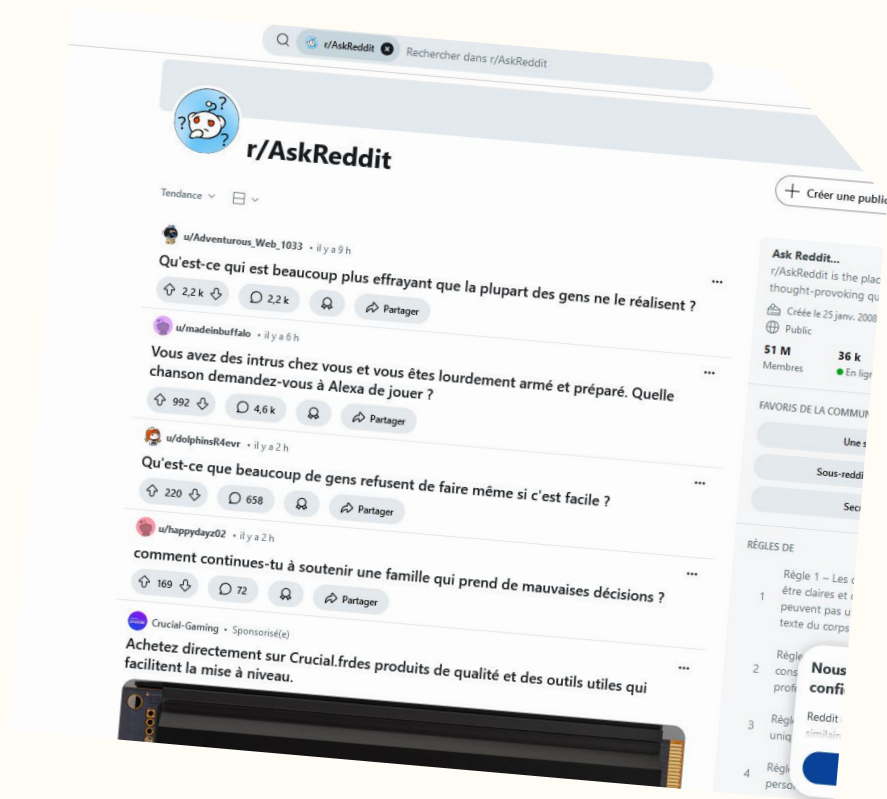 r/AskReddit Rechercher dans r/AskReddit
r/AskReddit
Tendance
Créer une
u/Adventurous_Web_1033 • il y a 9 h
Qu'est-ce qui est beaucoup plus effrayant que la plupart des gens ne le réalisent ?
2,2 k 2,2 k Partager
u/madeinbuffalo • il y a 6 h
Vous avez des intrus chez vous et vous êtes lourdement armé et préparé. Quelle
chanson demandez-vous à Alexa de jouer ?
992 4,6 k Partager
u/dolphinsR4evr • il y a 2 h
Qu'est-ce que beaucoup de gens refusent de faire même si c'est facile ?
220 658 Partager
u/happydayz02 • il y a 2 h
comment continues-tu à soutenir une famille qui prend de mauvaises décisions ?
169 72 Partager
Crucial-Gaming • Sponsorisé(e)
Achetez directement sur Crucial.frdes produits de qualité et des outils utiles qui
facilitent la mise à niveau.
Ask Reddit...
r/AskReddit is the
thought-provoking
Créée le 25 janv. 2008
Public
51 M 36 k
Membres En
FAVORIS DE LA
Une
RÈGLES DE
1 Règle 1 – Les
être claires et
peuvent pas
texte du corps
2
3
4
Nous
Reddit